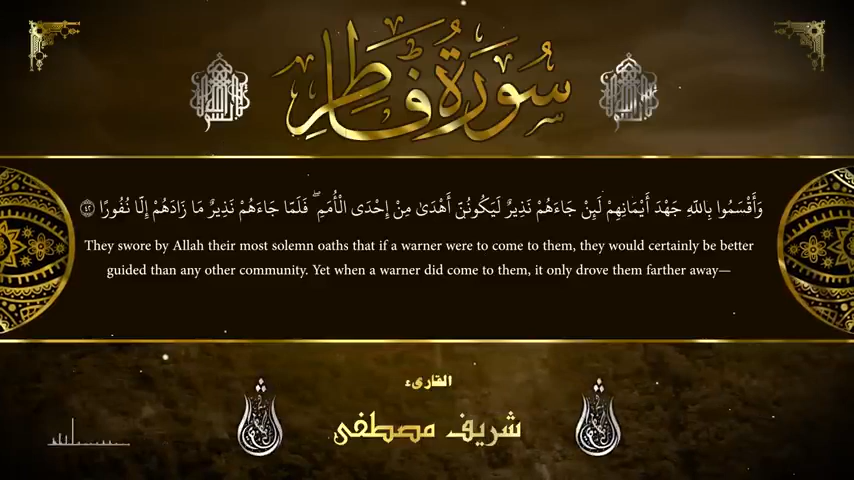 سُورَةُ فَاطِرٍ
وَأَقْسَمُوا بِاللَّهِ جَهْدَ أَيْمَانِهِمْ لَئِنْ جَاءَهُمْ نَذِيرٌ لَيَكُونُنَّ أَهْدَىٰ مِنْ إِحْدَى الْأُمَمِ ۖ فَلَمَّا جَاءَهُمْ نَذِيرٌ مَا زَادَهُمْ إِلَّا نُفُورًا ﴿٤٢﴾
They swore by Allah their most solemn oaths that if a warner were to come to them, they would certainly be better
guided than any other community. Yet when a warner did come to them, it only drove them farther away—
القارىء
شريف مصطفى